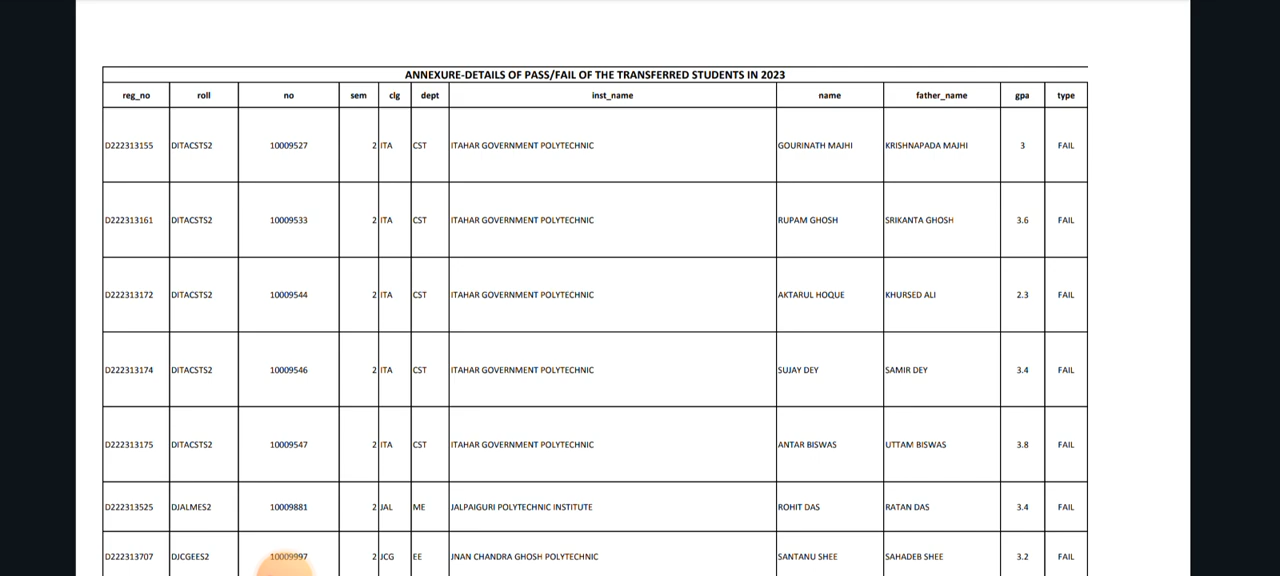 ANNEXURE-DETAILS OF PASS/FAIL OF THE TRANSFERRED STUDENTS IN 2023
reg_no roll no sem clg dept inst_name name father_name gpa type
D222313155 DITACSTS2 10009527 2 ITA CST ITAHAR GOVERNMENT POLYTECHNIC GOURINATH MAJHI KRISHNAPADA MAJHI 3 FAIL
D222313161 DITACSTS2 10009533 2 ITA CST ITAHAR GOVERNMENT POLYTECHNIC RUPAM GHOSH SRIKANTA GHOSH 3.6 FAIL
D222313172 DITACSTS2 10009544 2 ITA CST ITAHAR GOVERNMENT POLYTECHNIC AKTARUL HOQUE KHURSED ALI 2.3 FAIL
D222313174 DITACSTS2 10009546 2 ITA CST ITAHAR GOVERNMENT POLYTECHNIC SUJAY DEY SAMIR DEY 3.4 FAIL
D222313175 DITACSTS2 10009547 2 ITA CST ITAHAR GOVERNMENT POLYTECHNIC ANTAR BISWAS UTTAM BISWAS 3.8 FAIL
D222313525 DJALMES2 10009881 2 JAL ME JALPAIGURI POLYTECHNIC INSTITUTE ROHIT DAS RATAN DAS 3.4 FAIL
D222313707 DJCGEES2 10009997 2 JCG EE JNAN CHANDRA GHOSH POLYTECHNIC SANTANU SHEE SAHADEB SHEE 3.2 FAIL